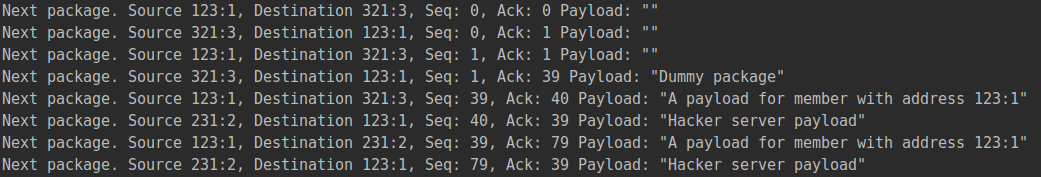 Next package. Source 123:1, Destination 321:3, Seq: 0, Ack: 0 Payload: ""
Next package. Source 321:3, Destination 123:1, Seq: 0, Ack: 1 Payload: ""
Next package. Source 123:1, Destination 321:3, Seq: 1, Ack: 1 Payload: ""
Next package. Source 321:3, Destination 123:1, Seq: 1, Ack: 39 Payload: "Dummy package"
Next package. Source 123:1, Destination 321:3, Seq: 39, Ack: 40 Payload: "A payload for member with address 123:1"
Next package. Source 231:2, Destination 123:1, Seq: 40, Ack: 39 Payload: "Hacker server payload"
Next package. Source 123:1, Destination 231:2, Seq: 39, Ack: 79 Payload: "A payload for member with address 123:1"
Next package. Source 231:2, Destination 123:1, Seq: 79, Ack: 39 Payload: "Hacker server payload"